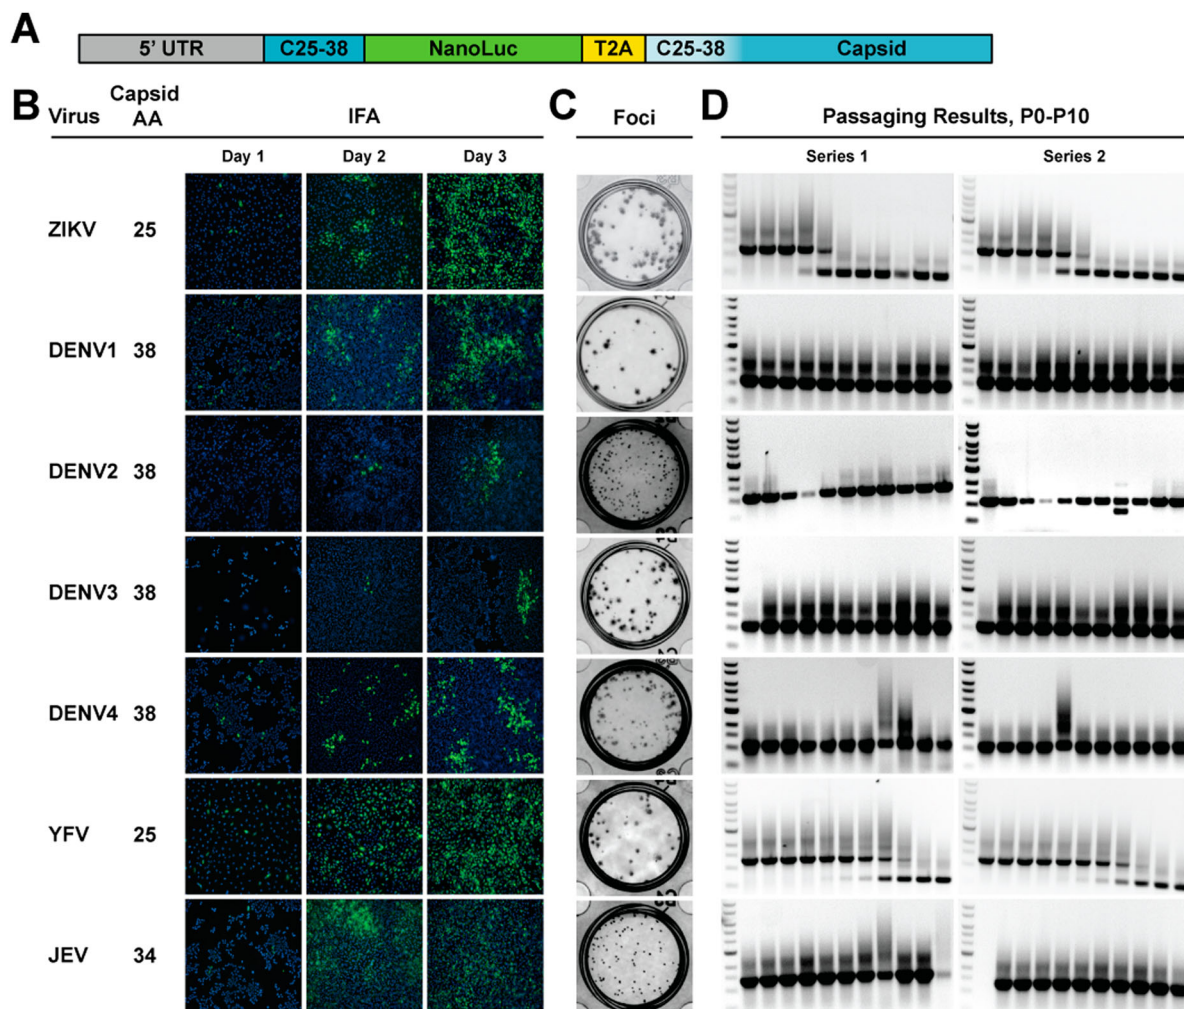 A
5' UTR C25-38 NanoLuc T2A C25-38 Capsid
B Virus Capsid AA IFA C Foci D Passaging Results, P0-P10
Day 1 Day 2 Day 3 Series 1 Series 2
ZIKV 25
DENV1 38
DENV2 38
DENV3 38
DENV4 38
YFV 25
JEV 34